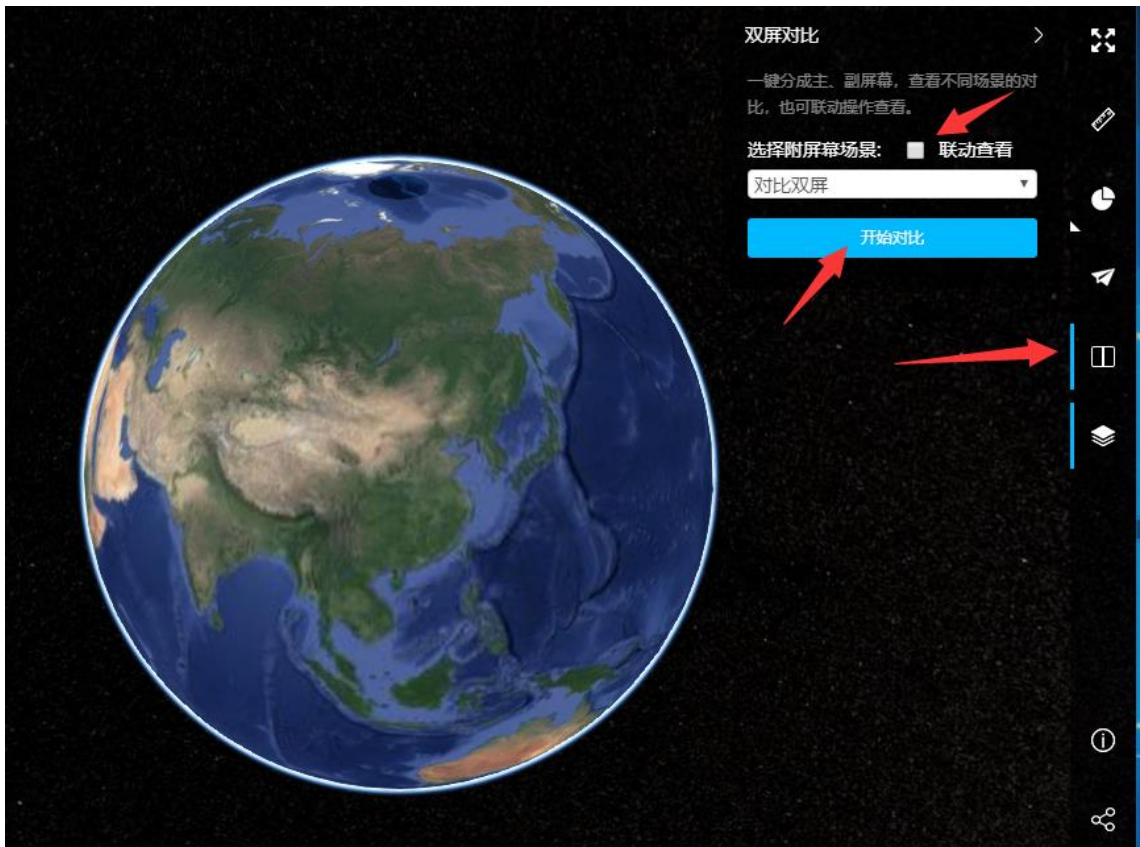 双屏对比
一键分成主、副屏幕，查看不同场景的对
比，也可联动操作查看。
选择附屏幕场景: 联动查看
对比双屏
开始对比